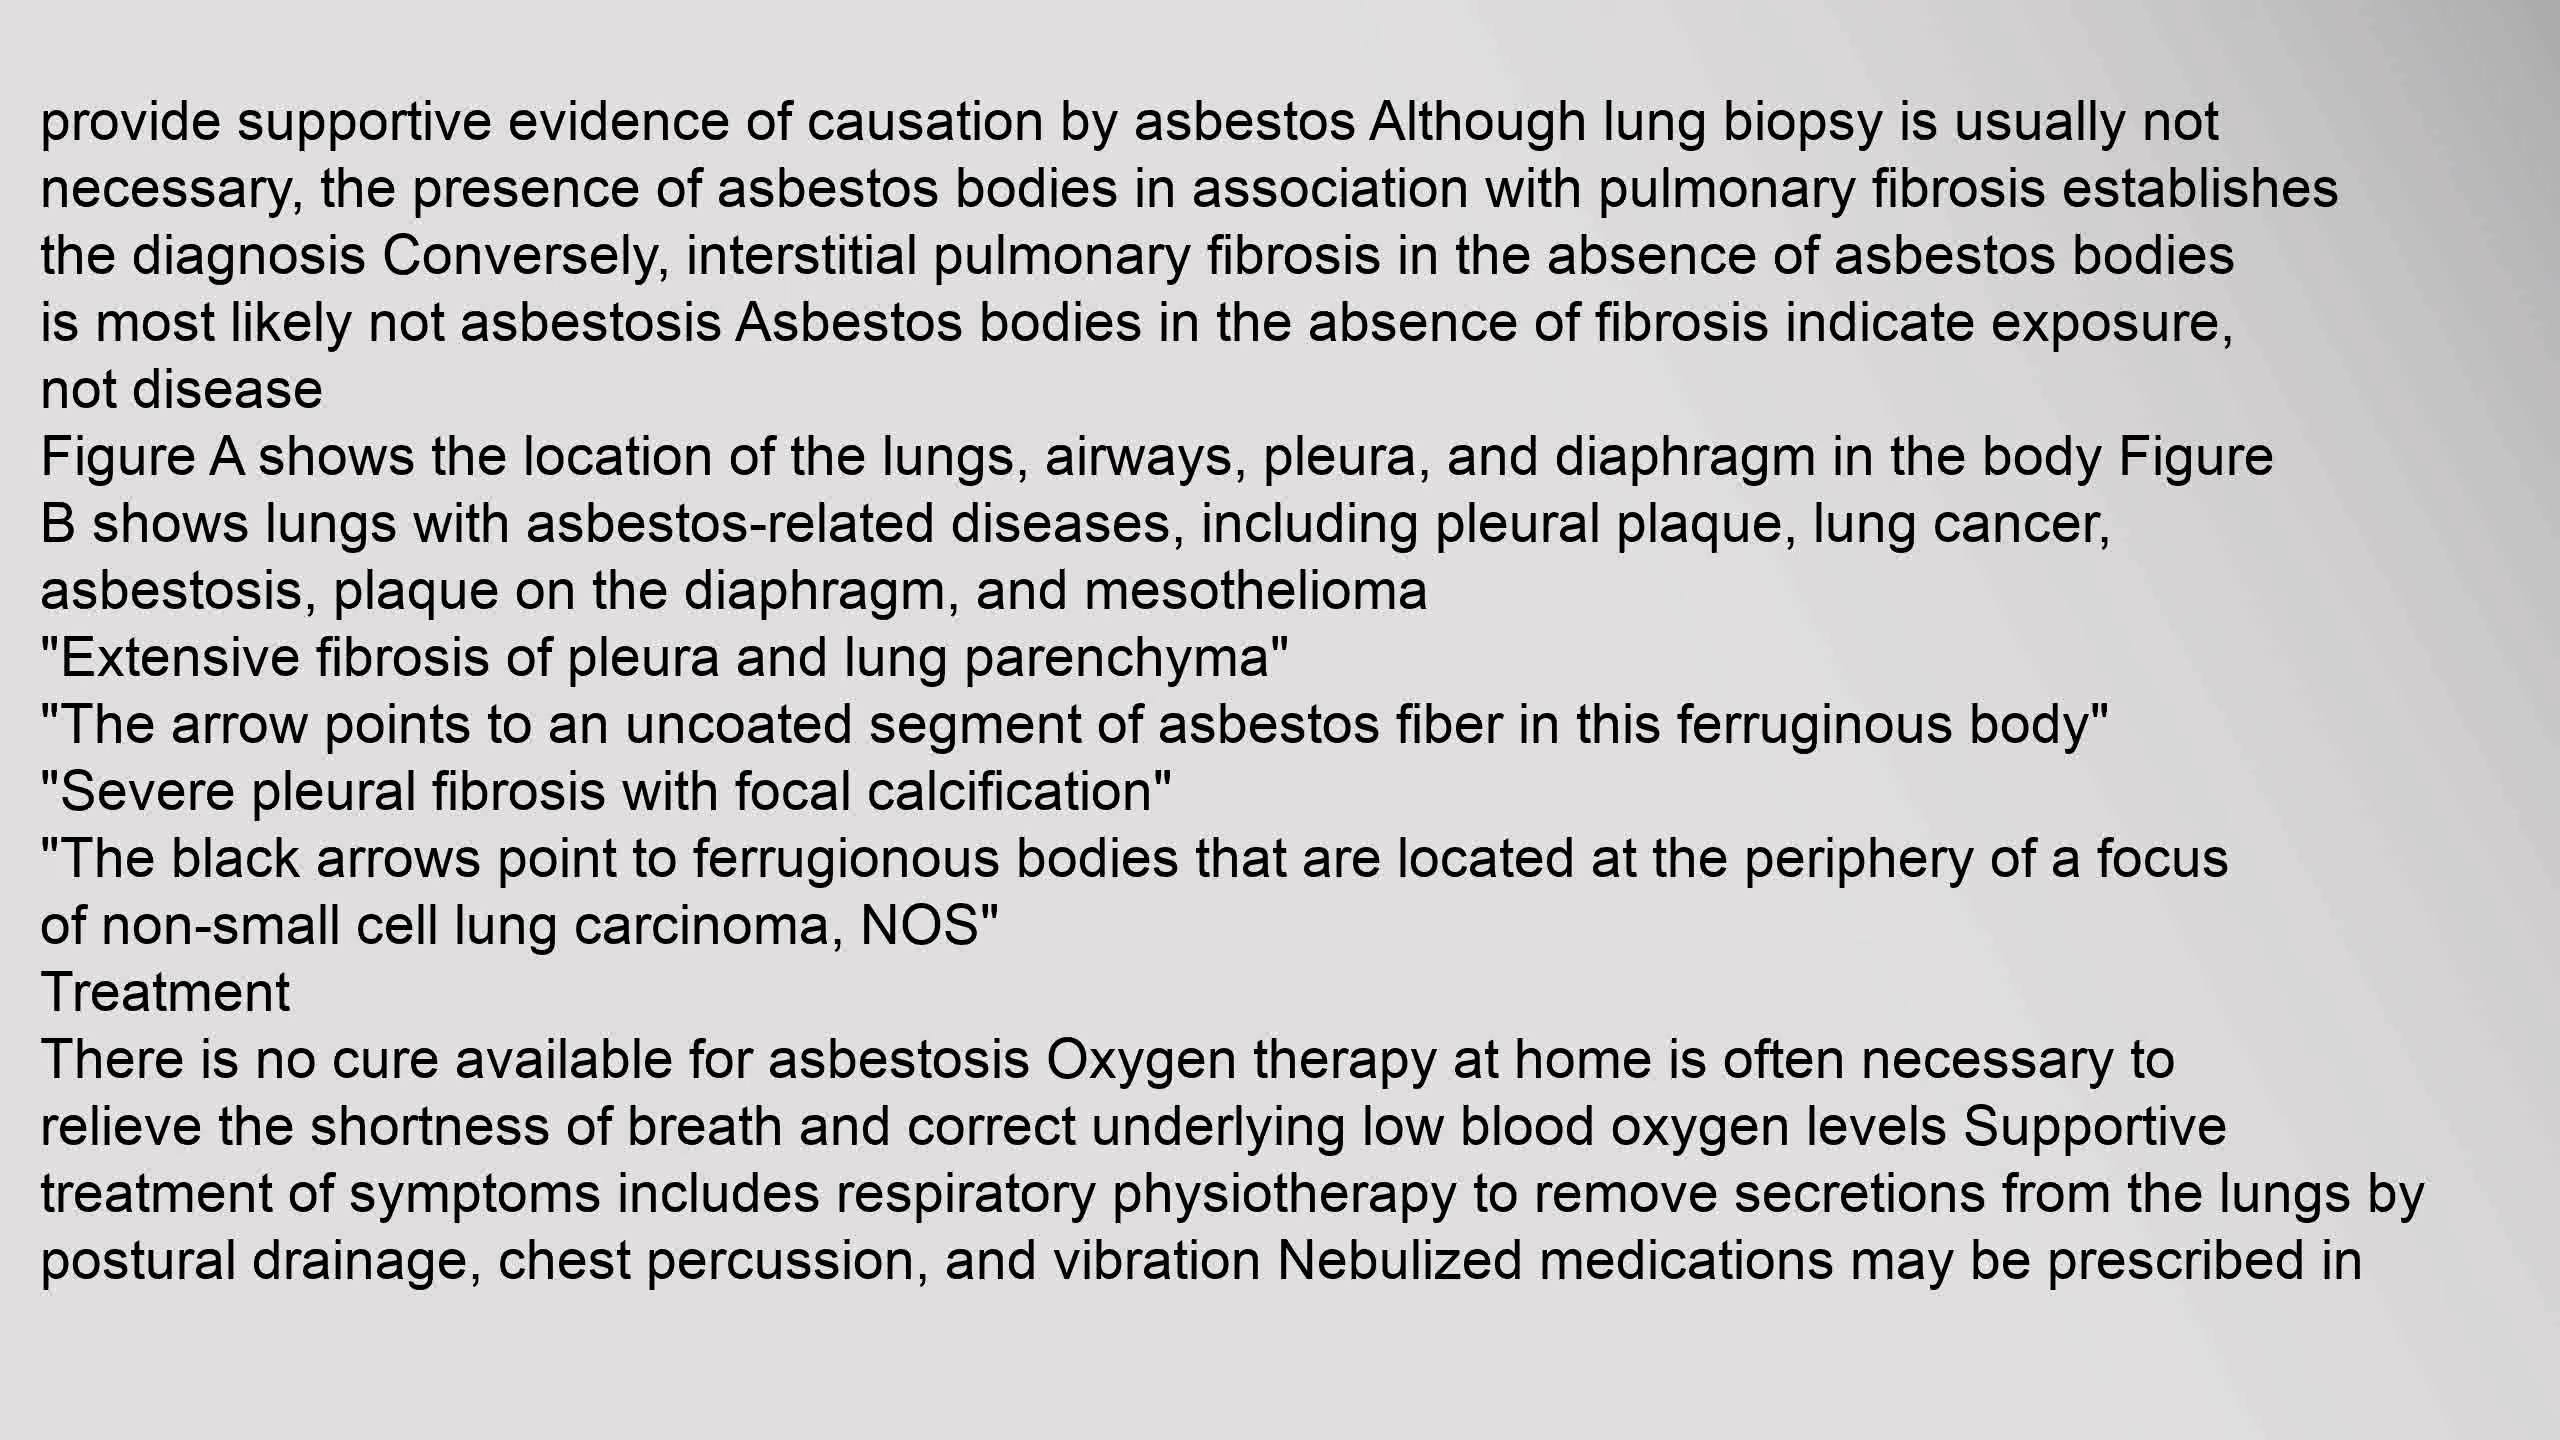 provide supportive evidence of causation by asbestos Although lung biopsy is usually not
necessary, the presence of asbestos bodies in association with pulmonary fibrosis establishes
the diagnosis Conversely, interstitial pulmonary fibrosis in the absence of asbestos bodies
is most likely not asbestosis Asbestos bodies in the absence of fibrosis indicate exposure,
not disease
Figure A shows the location of the lungs, airways, pleura, and diaphragm in the body Figure
B shows lungs with asbestos-related diseases, including pleural plaque, lung cancer,
asbestosis, plaque on the diaphragm, and mesothelioma
"Extensive fibrosis of pleura and lung parenchyma"
"The arrow points to an uncoated segment of asbestos fiber in this ferruginous body"
"Severe pleural fibrosis with focal calcification"
"The black arrows point to ferrugionous bodies that are located at the periphery of a focus
of non-small cell lung carcinoma, NOS"
Treatment
There is no cure available for asbestosis Oxygen therapy at home is often necessary to
relieve the shortness of breath and correct underlying low blood oxygen levels Supportive
treatment of symptoms includes respiratory physiotherapy to remove secretions from the lungs by
postural drainage, chest percussion, and vibration Nebulized medications may be prescribed in